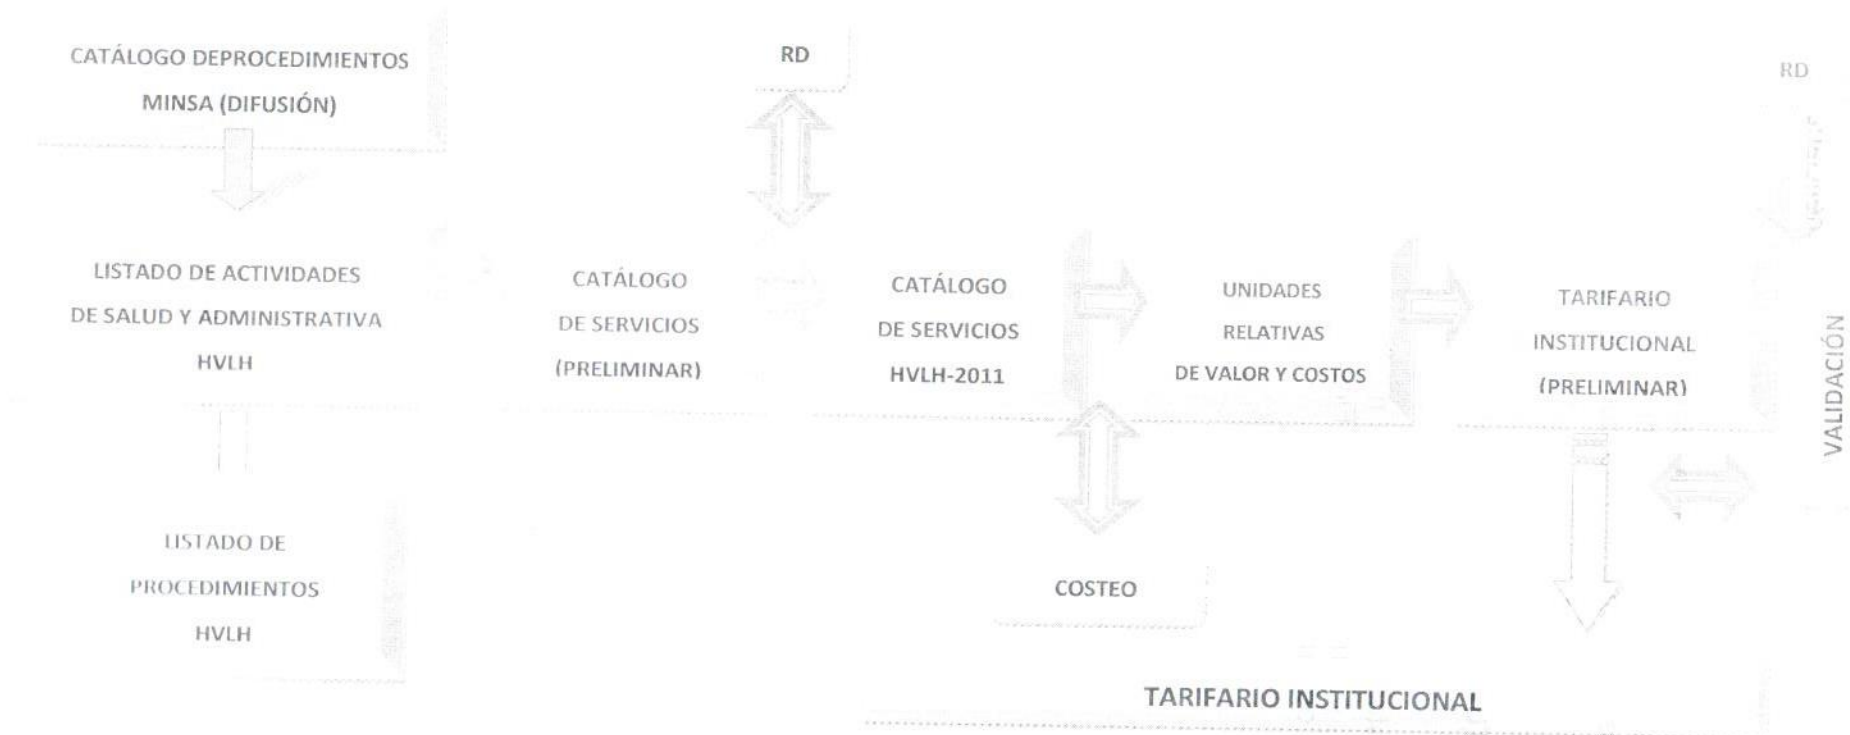 CATÁLOGO DEPROCEDIMIENTOS
MINSA (DIFUSIÓN)
RD
RD
LISTADO DE ACTIVIDADES
DE SALUD Y ADMINISTRATIVA
HVLH
CATÁLOGO
DE SERVICIOS
(PRELIMINAR)
CATÁLOGO
DE SERVICIOS
HVLH-2011
UNIDADES
RELATIVAS
DE VALOR Y COSTOS
TARIFARIO
INSTITUCIONAL
(PRELIMINAR)
VALIDACIÓN
LISTADO DE
PROCEDIMIENTOS
HVLH
COSTEO
TARIFARIO INSTITUCIONAL